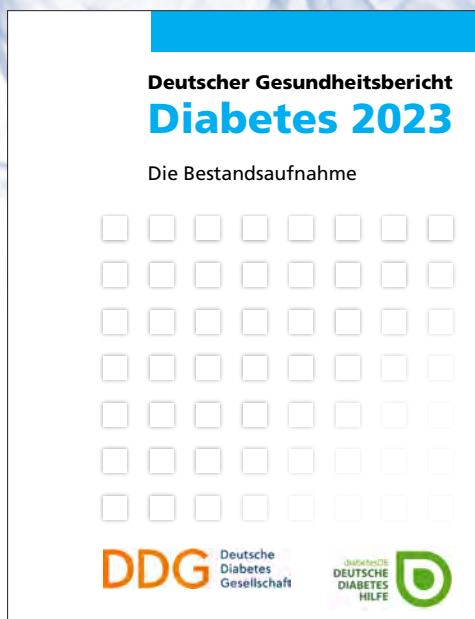 Deutscher Gesundheitsbericht
Diabetes 2023
Die Bestandsaufnahme
DDG
Deutsche
Diabetes
Gesellschaft
diabetesDE
DEUTSCHE
DIABETES
HILFE